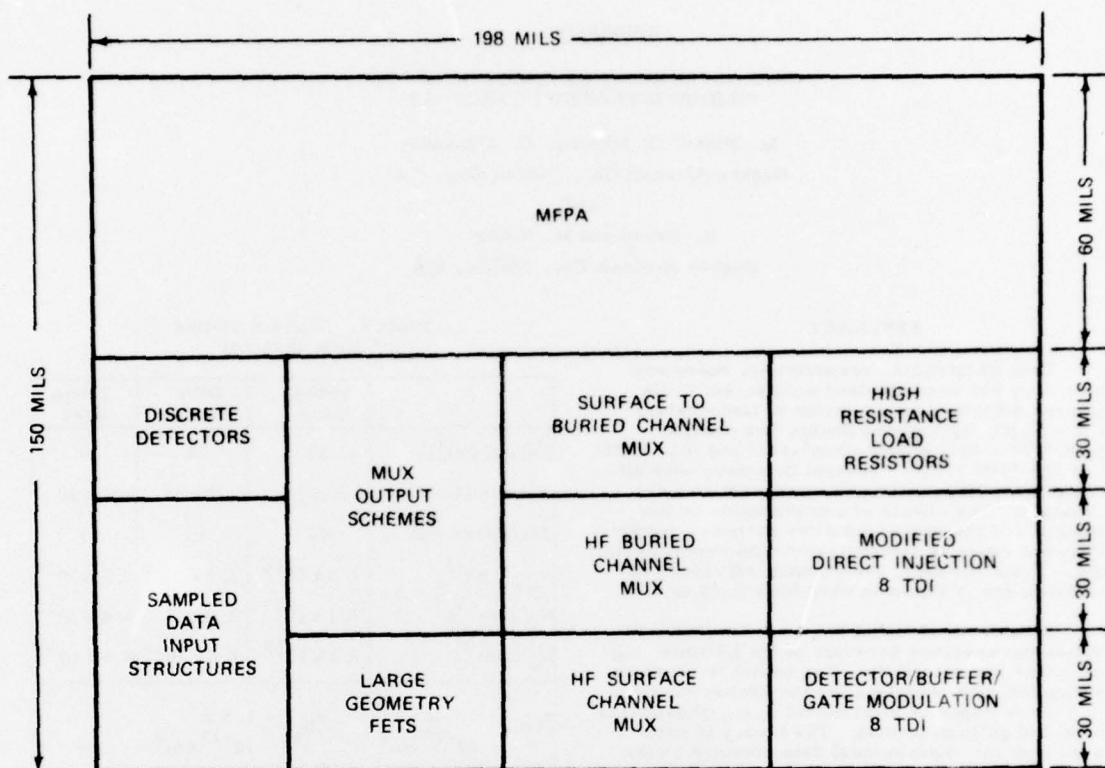 198 MILS
150 MILS
60 MILS
MFPA
DISCRETE
DETECTORS
MUX
OUTPUT
SCHEMES
SURFACE TO
BURIED CHANNEL
MUX
HIGH
RESISTANCE
LOAD
RESISTORS
30 MILS
SAMPLED
DATA
INPUT
STRUCTURES
HF BURIED
CHANNEL
MUX
MODIFIED
DIRECT INJECTION
8 TDI
30 MILS
LARGE
GEOMETRY
FETS
HF SURFACE
CHANNEL
MUX
DETECTOR/BUFFER/
GATE MODULATION
8 TDI
30 MILS